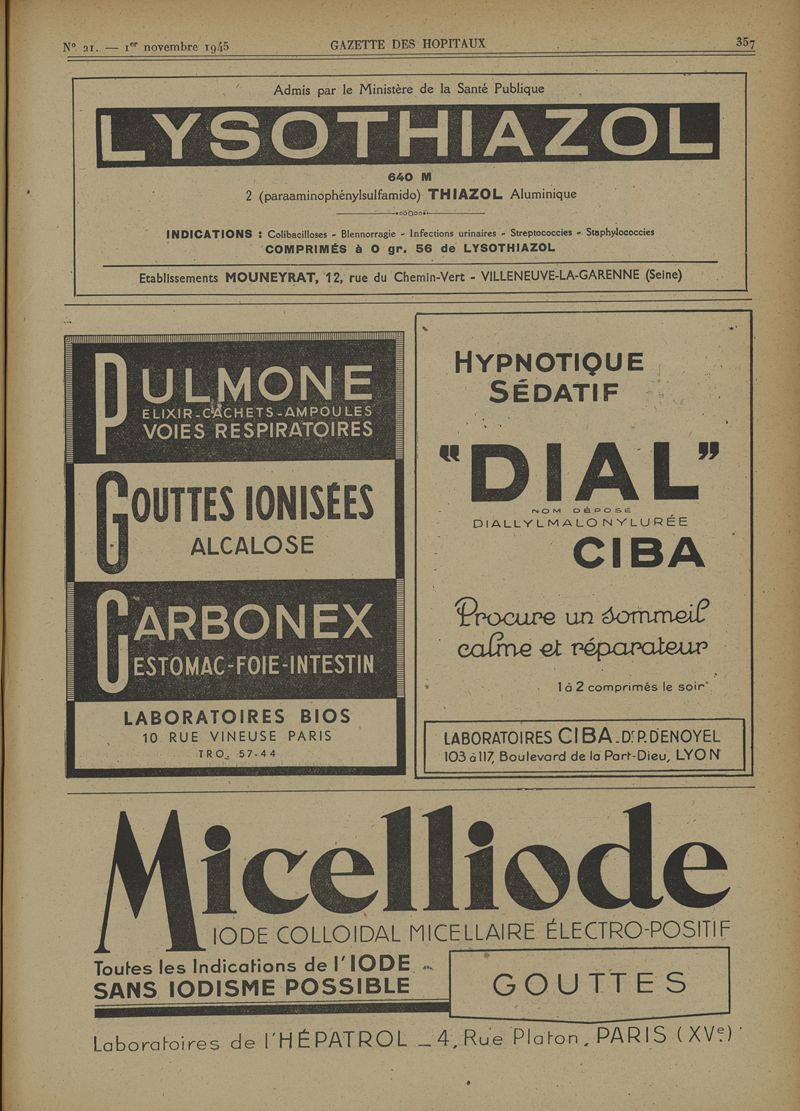 Nº 21. — 1er novembre 1945
GAZETTE DES HOPITAUX
357
Admis par le Ministère de la Santé Publique
LYSOTHIAZOL
640 M
2 (paraaminophénylsulfamido) THIAZOL Aluminique
INDICATIONS : Colibacilloses - Blennorragie - Infections urinaires - Streptococcies - Staphylococcies
COMPRIMÉS à 0 gr. 56 de LYSOTHIAZOL
Etablissements MOUNEYRAT, 12, rue du Chemin-Vert - VILLENEUVE-LA-GARENNE (Seine)
PULMONE
ELIXIR-CACHETS-AMPOULES
VOIES RESPIRATOIRES
GOUTTES IONISÉES
ALCALOSE
CARBONEX
ESTOMAC-FOIE-INTESTIN
LABORATOIRES BIOS
10 RUE VINEUSE PARIS
TRO. 57-44
HYPNOTIQUE
SÉDATIF
"DIAL"
NOM DÉPOSÉ
DIALLYLMALONYLURÉE
CIBA
Procure un sommeil
calme et réparateur
1 à 2 comprimés le soir
LABORATOIRES CIBA_Dr P. DENOYEL
103 à 117, Boulevard de la Part-Dieu, LYON
Micelliode
IODE COLLOIDAL MICELLAIRE ÉLECTRO-POSITIF
Toutes les Indications de l'IODE
SANS IODISME POSSIBLE
GOUTTES
Laboratoires de l'HÉPATROL _ 4, Rue Platon, PARIS (XVe)